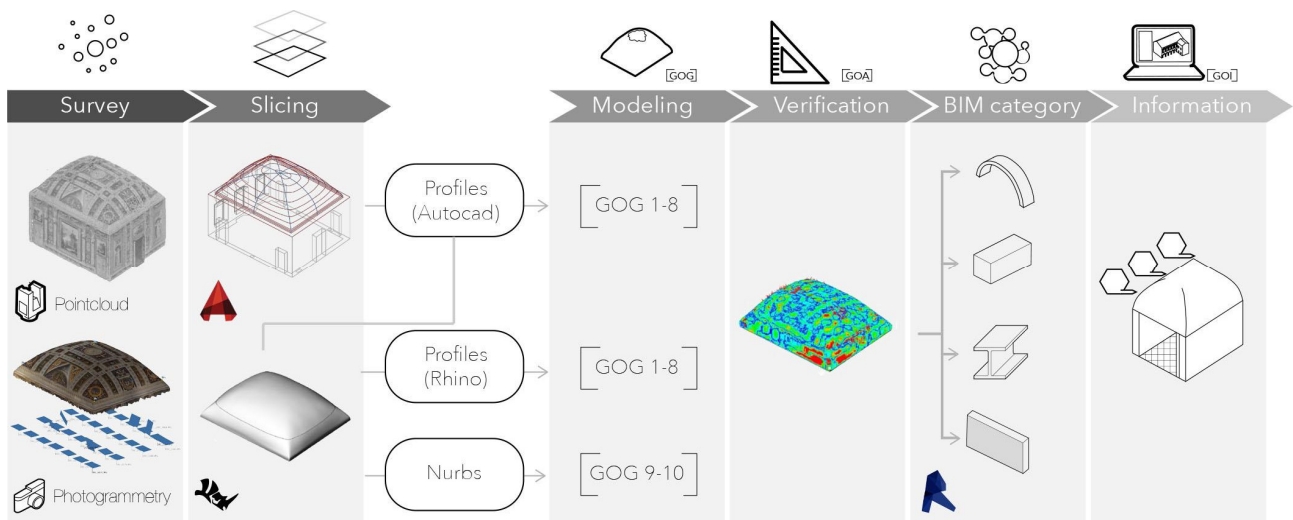 [GOG]
[GOA]
[GOI]
Survey
Slicing
Modeling
Verification
BIM category
Information
Pointcloud
Photogrammetry
Profiles
(Autocad)
Profiles
(Rhino)
Nurbs
[GOG 1-8]
[GOG 1-8]
[GOG 9-10]